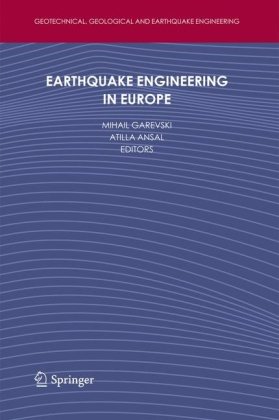 GEOTECHNICAL, GEOLOGICAL AND EARTHQUAKE ENGINEERING
EARTHQUAKE ENGINEERING
IN EUROPE
MIHAIL GAREVSKI
ATILLA ANSAL
EDITORS
Springer